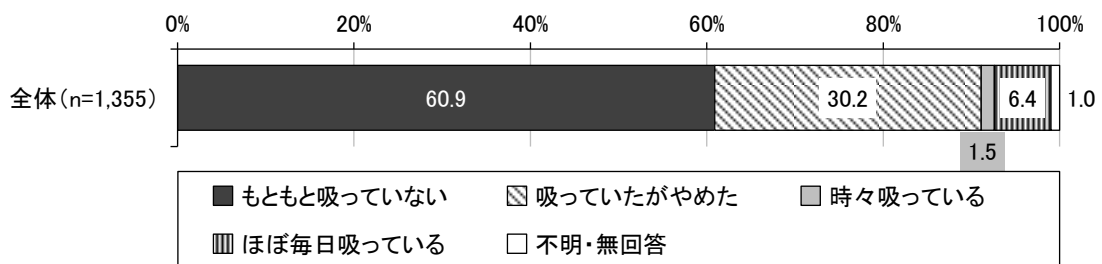 0% 20% 40% 60% 80% 100%
全体(n=1,355) 60.9 30.2 6.4 1.0
1.5
もともと吸っていない 吸っていたがやめた 時々吸っている
ほぼ毎日吸っている 不明・無回答